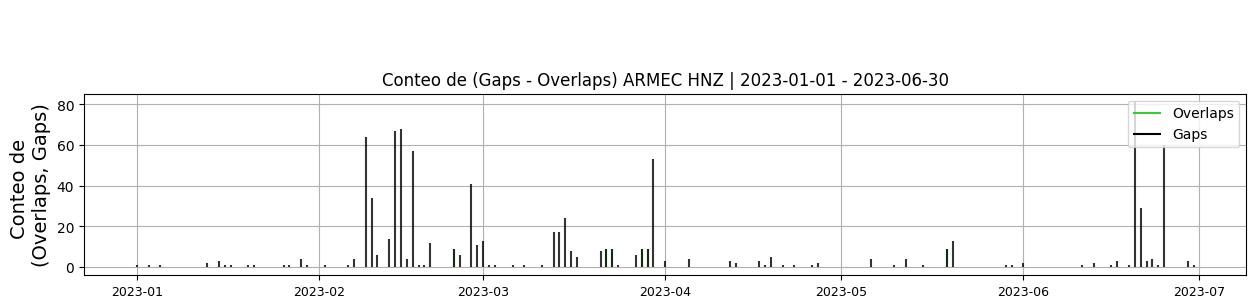 Conteo de (Gaps - Overlaps) ARMEC HNZ | 2023-01-01 - 2023-06-30
Conteo de
(Overlaps, Gaps)
80
60
40
20
0
Overlaps
Gaps
2023-01
2023-02
2023-03
2023-04
2023-05
2023-06
2023-07